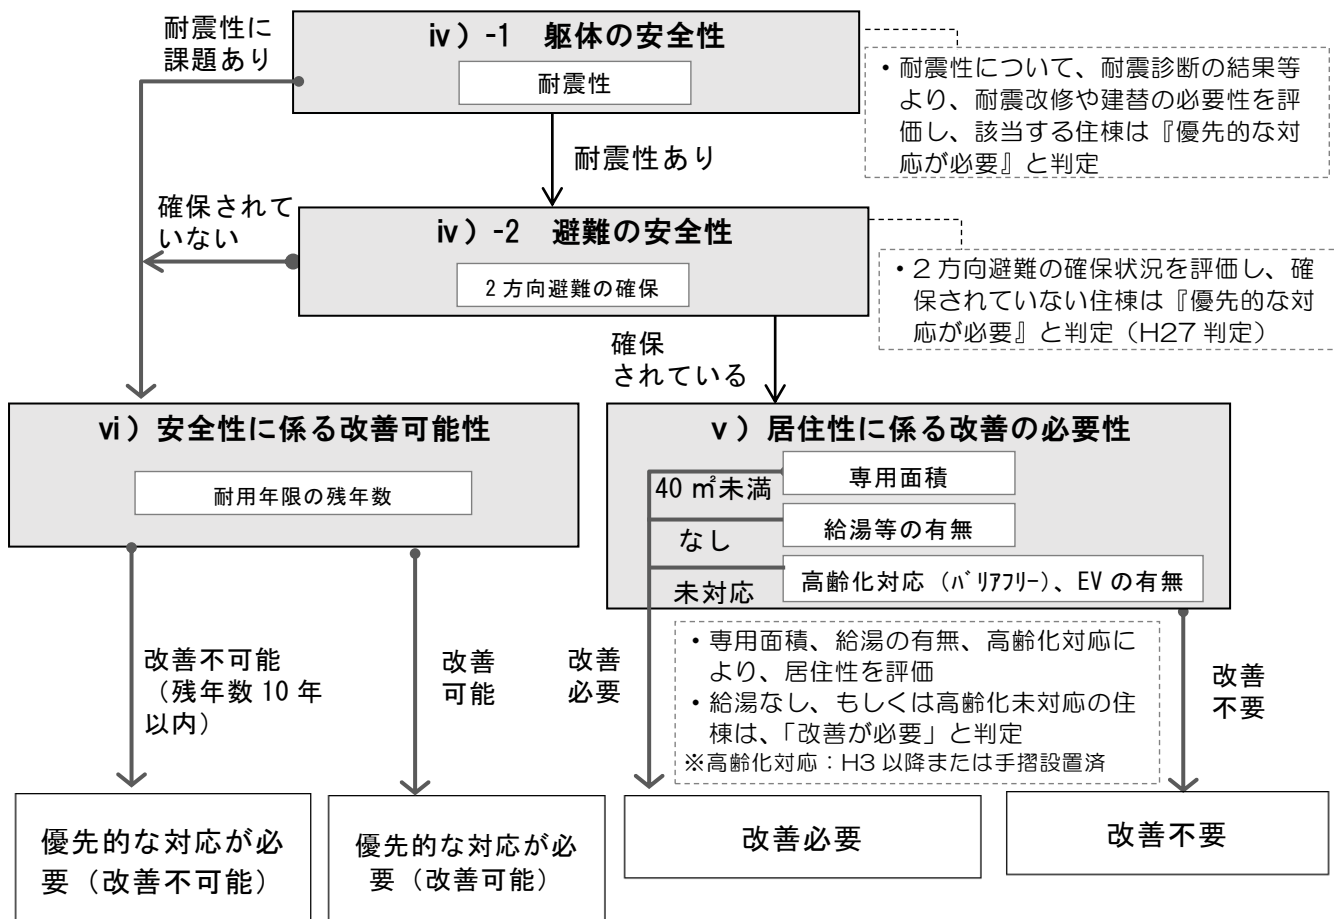 耐震性に
課題あり
ⅳ）-1　躯体の安全性
耐震性
・耐震性について、耐震診断の結果等
より、耐震改修や建替の必要性を評
価し、該当する住棟は『優先的な対
応が必要』と判定
耐震性あり
確保されて
いない
ⅳ）-2　避難の安全性
2方向避難の確保
・2方向避難の確保状況を評価し、確
保されていない住棟は『優先的な対
応が必要』と判定（H27判定）
確保
されている
ⅵ）安全性に係る改善可能性
耐用年限の残年数
ⅴ）居住性に係る改善の必要性
40㎡未満
専用面積
なし
給湯等の有無
未対応
高齢化対応（ﾊﾞﾘｱﾌﾘｰ）、EVの有無
改善不可能
（残年数10年
以内）
改善
可能
改善
必要
・専用面積、給湯の有無、高齢化対応に
より、居住性を評価
・給湯なし、もしくは高齢化未対応の住
棟は、「改善が必要」と判定
※高齢化対応：H3以降または手摺設置済
改善
不要
優先的な対応が必
要（改善不可能）
優先的な対応が必
要（改善可能）
改善必要
改善不要